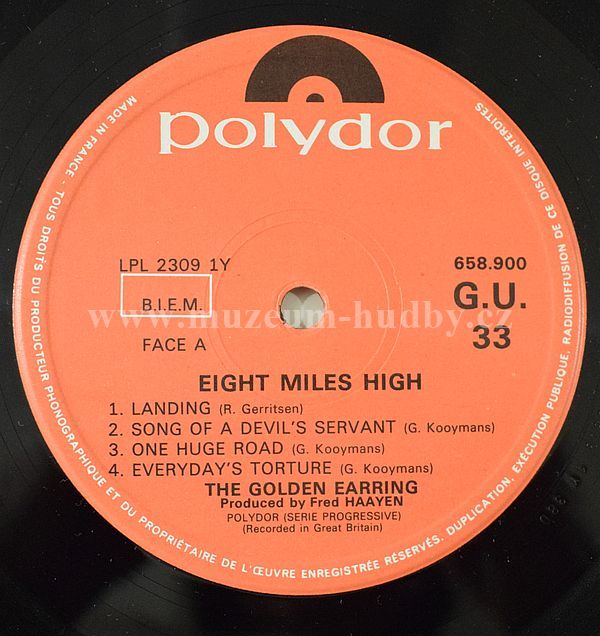 polydor
MADE IN FRANCE - TOUS DROITS DU PRODUCTEUR PHONOGRAPHIQUE ET DU PROPRIÉTAIRE DE L'ŒUVRE ENREGISTRÉE RÉSERVÉS. DUPLICATION, EXÉCUTION PUBLIQUE, RADIODIFFUSION DE CE DISQUE INTERDITES
LPL 2309 1Y
658.900
B.I.E.M.
G.U.
www.muzeum-hudby.cz
33
FACE A
EIGHT MILES HIGH
1. LANDING (R. Gerritsen)
2. SONG OF A DEVIL'S SERVANT (G. Kooymans)
3. ONE HUGE ROAD (G. Kooymans)
4. EVERYDAY'S TORTURE (G. Kooymans)
THE GOLDEN EARRING
Produced by Fred HAAYEN
POLYDOR (SERIE PROGRESSIVE)
(Recorded in Great Britain)